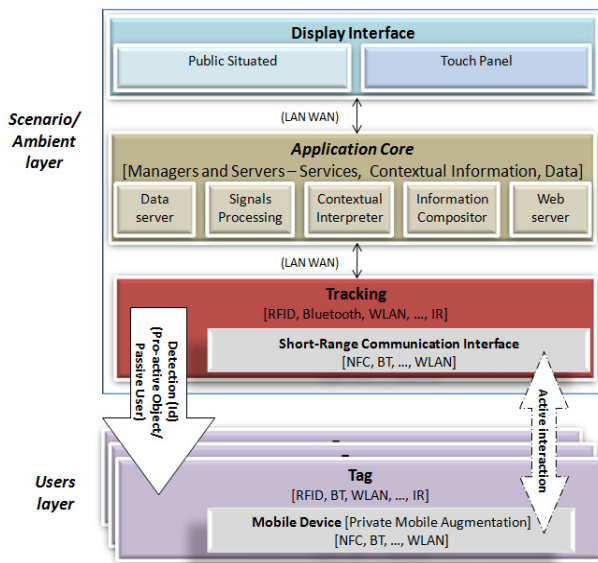 Display Interface
Public Situated
Touch Panel
Scenario/
Ambient
layer
(LAN WAN)
Application Core
[Managers and Servers – Services, Contextual Information, Data]
Data
server
Signals
Processing
Contextual
Interpreter
Information
Compositor
Web
server
(LAN WAN)
Tracking
[RFID, Bluetooth, WLAN, ..., IR]
Short-Range Communication Interface
[NFC, BT, ..., WLAN]
Detection (Id)
(Pro-active Object/
Passive User)
Active Interaction
Users
layer
Tag
[RFID, BT, WLAN, ..., IR]
Mobile Device [Private Mobile Augmentation]
[NFC, BT, ..., WLAN]